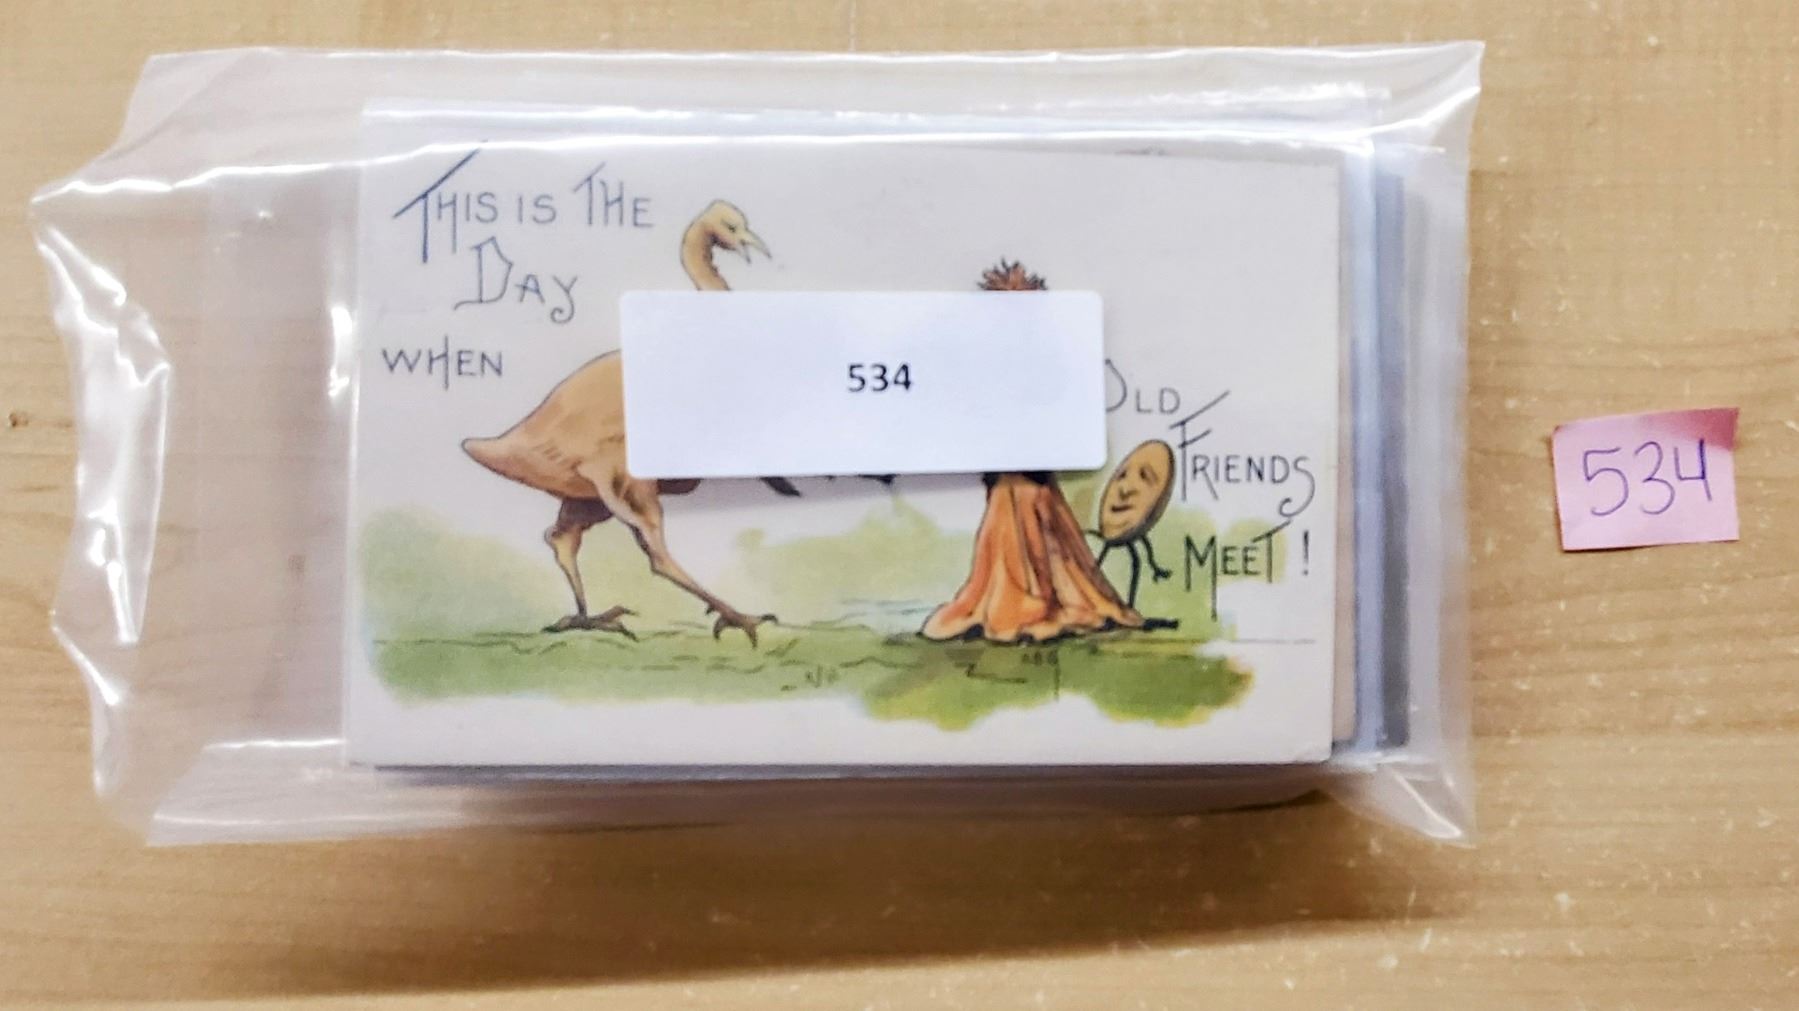 THIS IS THE
DAY
WHEN
534
OLD
FRIENDS
MEET!
534